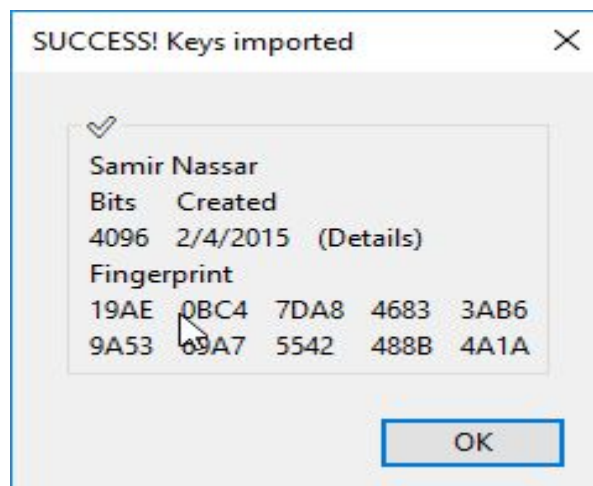 SUCCESS! Keys imported
Samir Nassar
Bits Created
4096 2/4/2015 (Details)
Fingerprint
19AE 0BC4 7DA8 4683 3AB6
9A53 69A7 5542 488B 4A1A
OK